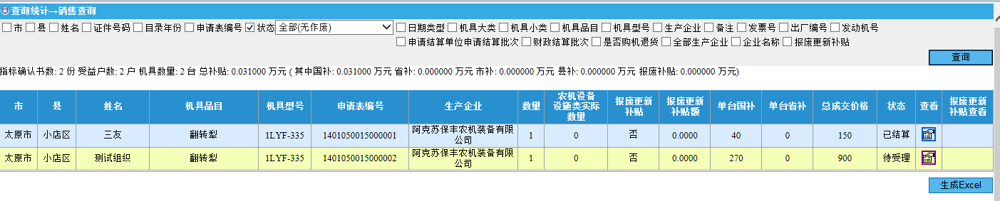 查询统计→销售查询
市 县 姓名 证件号码 目录年份 申请表编号 状态 全部(无作废) 日期类型 机具大类 机具小类 机具品目 机具型号 生产企业 备注 发票号 出厂编号 发动机号
申请结算单位申请结算批次 财政结算批次 是否购机退货 全部生产企业 企业名称 报废更新补贴
查询
指标确认书数: 2 份 受益户数: 2 户 机具数量: 2 台 总补贴: 0.031000 万元 ( 其中国补: 0.031000 万元 省补: 0.000000 万元 市补: 0.000000 万元 县补: 0.000000 万元 报废补贴: 0.000000 万元)
市 县 姓名 机具品目 机具型号 申请表编号 生产企业 数量 农机设备设施类实际数量 报废更新补贴 报废更新补贴额 单台国补 单台省补 总成交价格 状态 查看 报废更新补贴查看
太原市 小店区 三友 翻转犁 1LYF-335 1401050015000001 阿克苏保丰农机装备有限公司 1 0 否 0.0000 40 0 150 已结算
太原市 小店区 测试组织 翻转犁 1LYF-335 1401050015000002 阿克苏保丰农机装备有限公司 1 0 否 0.0000 270 0 900 待受理
生成Excel